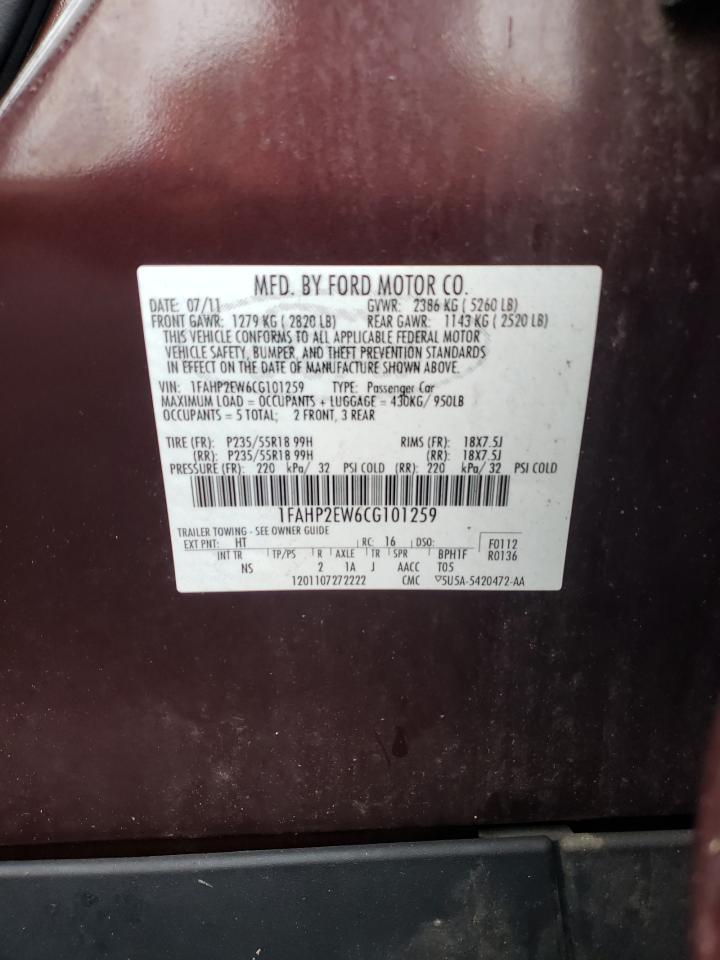 MFD. BY FORD MOTOR CO.
DATE: 07/11 GVWR: 2386 KG ( 5260 LB)
FRONT GAWR: 1279 KG ( 2820 LB) REAR GAWR: 1143 KG ( 2520 LB)
THIS VEHICLE CONFORMS TO ALL APPLICABLE FEDERAL MOTOR
VEHICLE SAFETY, BUMPER, AND THEFT PREVENTION STANDARDS
IN EFFECT ON THE DATE OF MANUFACTURE SHOWN ABOVE.
VIN: 1FAHP2EW6CG101259 TYPE: Passenger Car
MAXIMUM LOAD = OCCUPANTS + LUGGAGE = 430KG/ 950LB
OCCUPANTS = 5 TOTAL; 2 FRONT, 3 REAR
TIRE (FR): P235/55R18 99H RIMS (FR): 18X7.5J
(RR): P235/55R18 99H (RR): 18X7.5J
PRESSURE (FR): 220 kPa/ 32 PSI COLD (RR): 220 kPa/ 32 PSI COLD
1FAHP2EW6CG101259
TRAILER TOWING - SEE OWNER GUIDE
EXT PNT: HT RC: 16 DSO: F0112
INT TR TP/PS R AXLE TR SPR BPH1F R0136
NS 2 1A J AACC T05
1201107272222 CMC ▽5U5A-5420472-AA